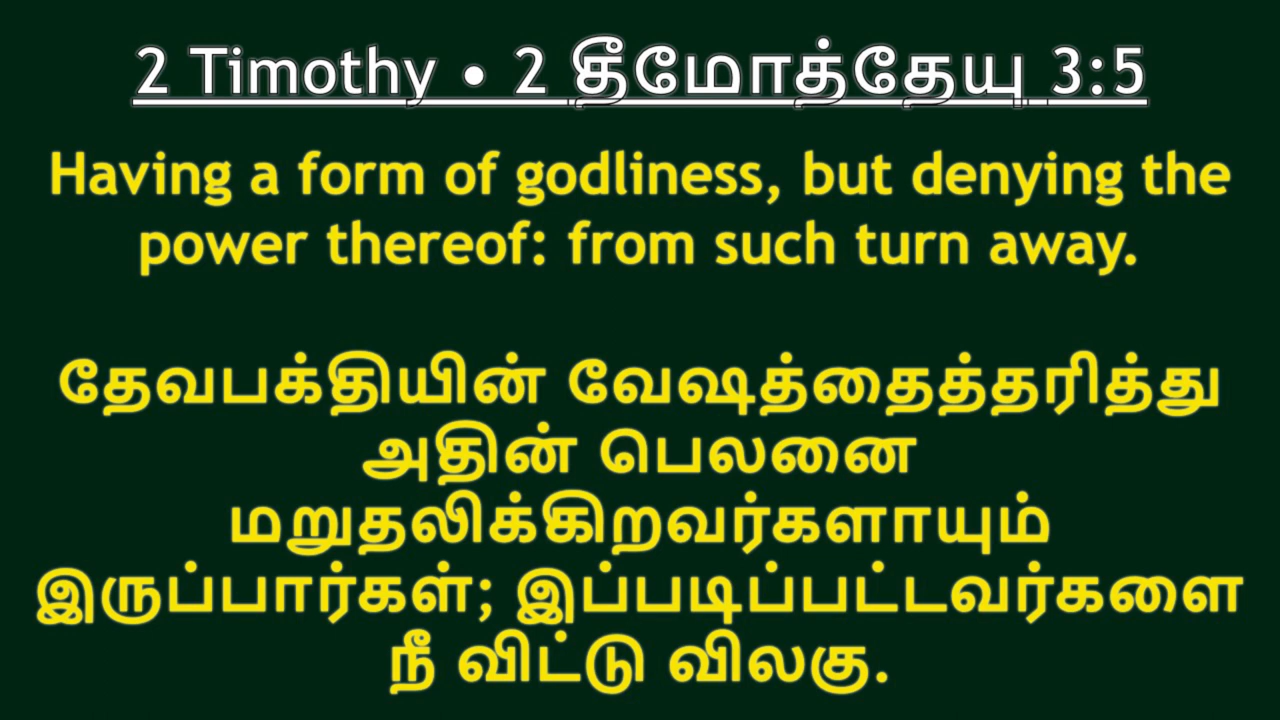 2 Timothy • 2 தீமோத்தேயு 3:5
Having a form of godliness, but denying the
power thereof: from such turn away.
தேவபக்தியின் வேஷத்தைத்தரித்து
அதின் பெலனை
மறுதலிக்கிறவர்களாயும்
இருப்பார்கள்; இப்படிப்பட்டவர்களை
நீ விட்டு விலகு.